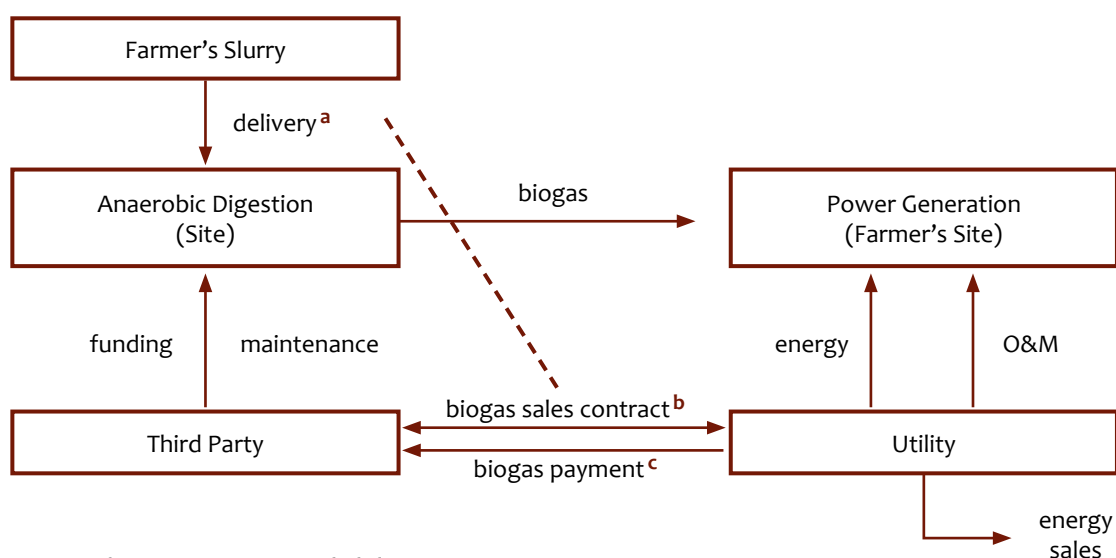 Farmer’s Slurry
delivery a
Anaerobic Digestion
(Site)
biogas
Power Generation
(Farmer’s Site)
funding
maintenance
energy
O&M
Third Party
biogas sales contract b
biogas payment c
Utility
energy
sales